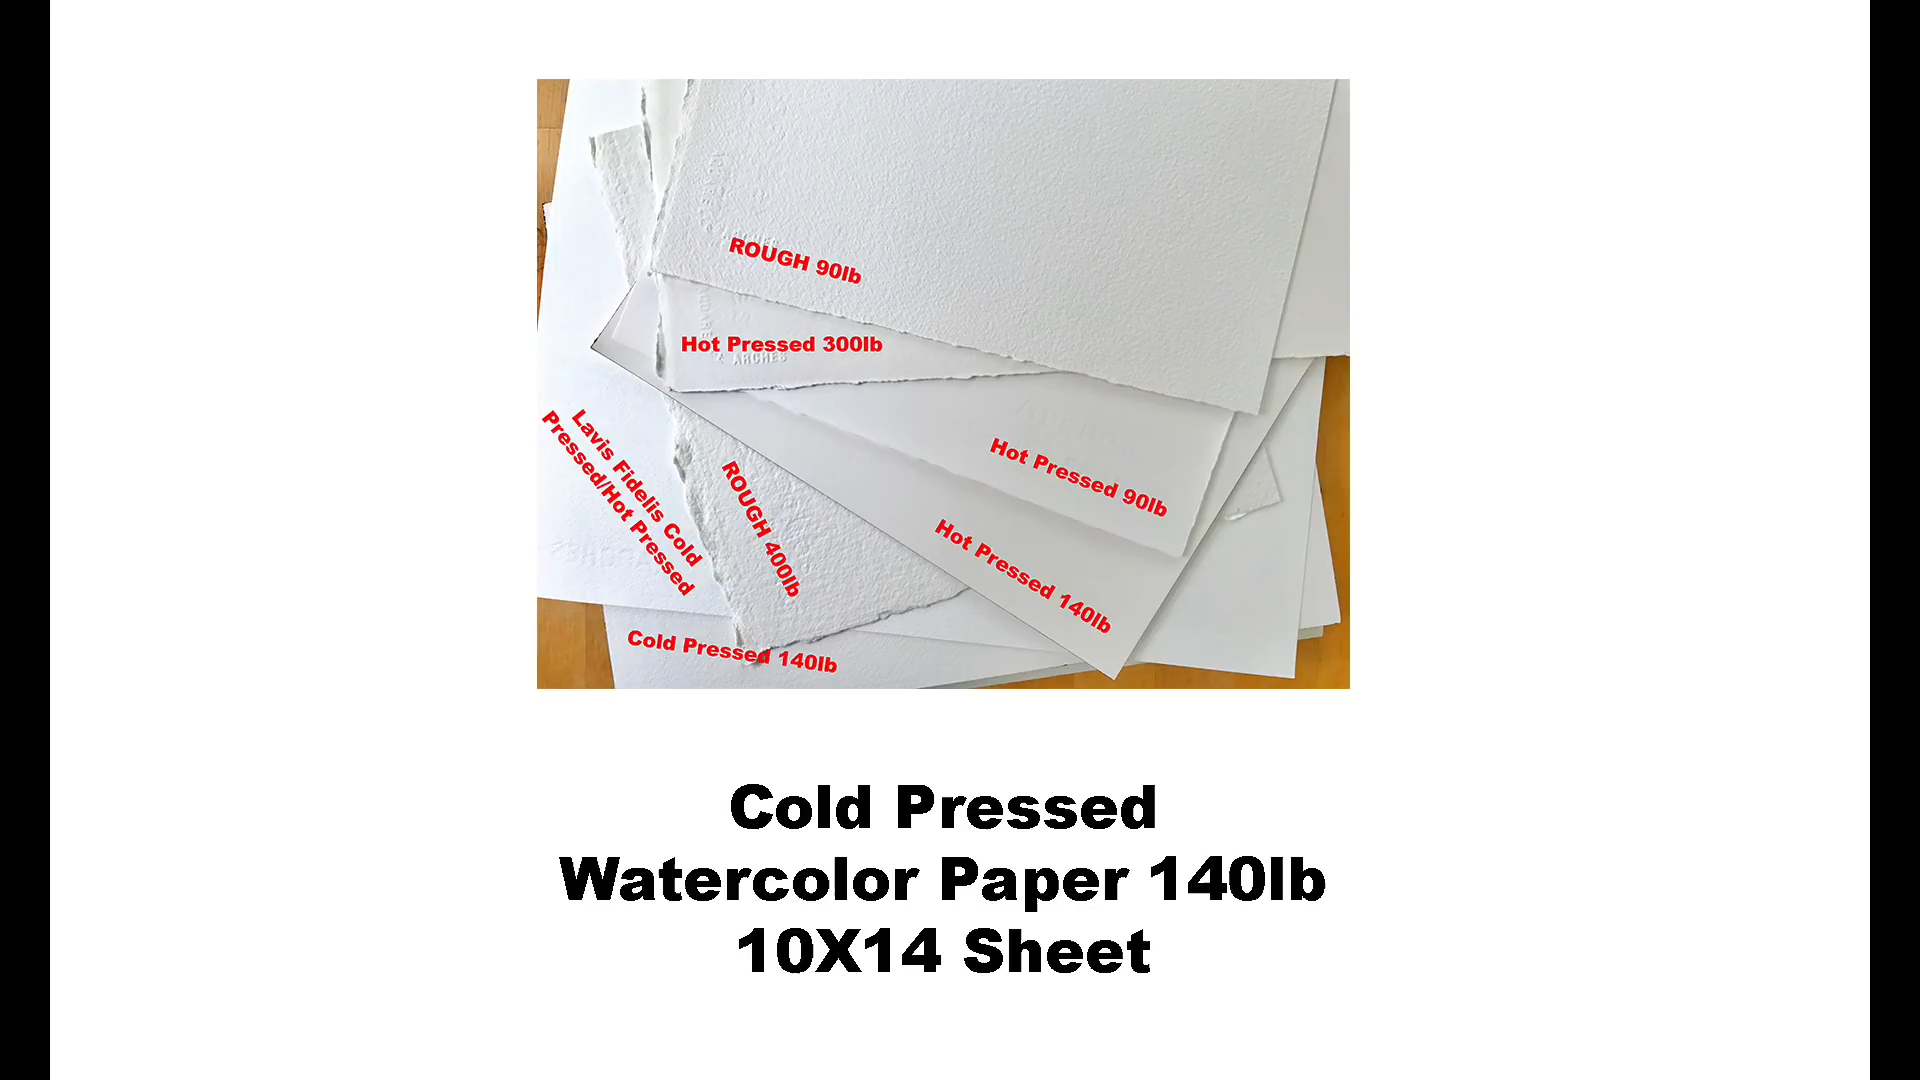 ROUGH 90lb
Hot Pressed 300lb
ARCHES
Hot Pressed 90lb
Lavis Fidelis Cold
Pressed/Hot Pressed
ROUGH 400lb
Hot Pressed 140lb
Cold Pressed 140lb
Cold Pressed
Watercolor Paper 140lb
10X14 Sheet